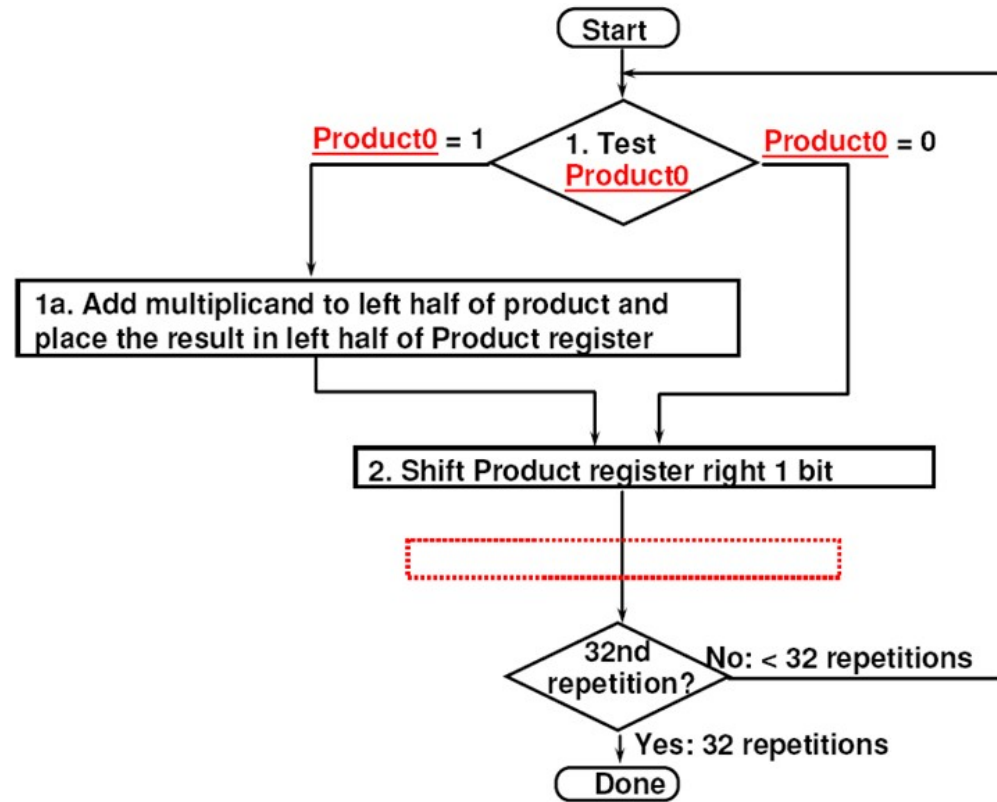 Start
Product0 = 1
1. Test
Product0
Product0 = 0
1a. Add multiplicand to left half of product and
place the result in left half of Product register
2. Shift Product register right 1 bit
32nd
repetition?
No: < 32 repetitions
Yes: 32 repetitions
Done